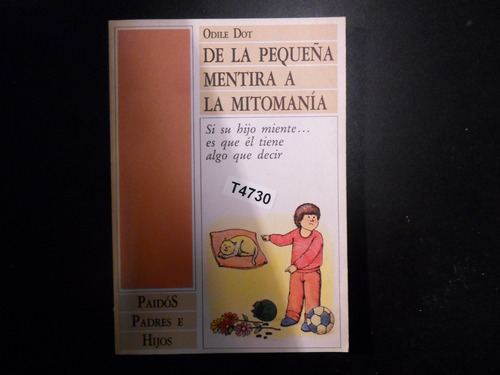 Odile Dot
DE LA PEQUEÑA
MENTIRA A
LA MITOMANÍA
Si su hijo miente...
es que él tiene
algo que decir
T4730
PAIDÓS
PADRES E
HIJOS